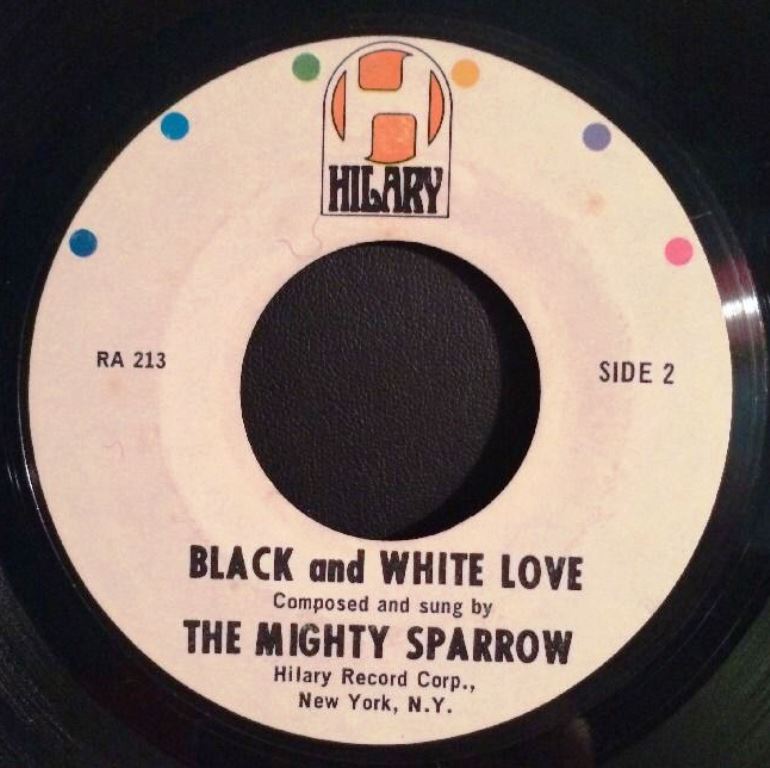 HILARY
RA 213
SIDE 2
BLACK and WHITE LOVE
Composed and sung by
THE MIGHTY SPARROW
Hilary Record Corp.,
New York, N.Y.